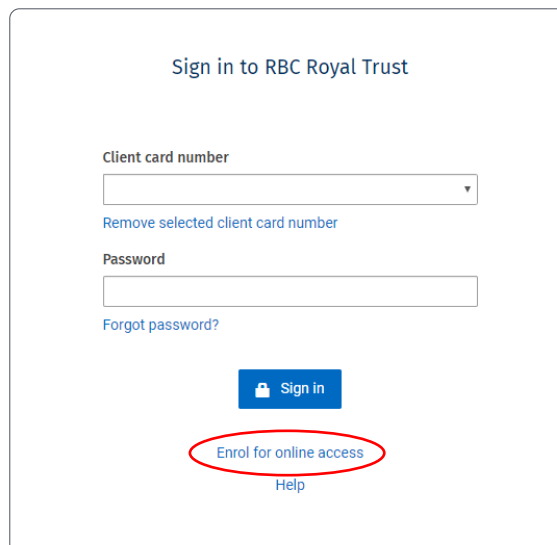 Sign in to RBC Royal Trust
Client card number
Remove selected client card number
Password
Forgot password?
Sign in
Enrol for online access
Help